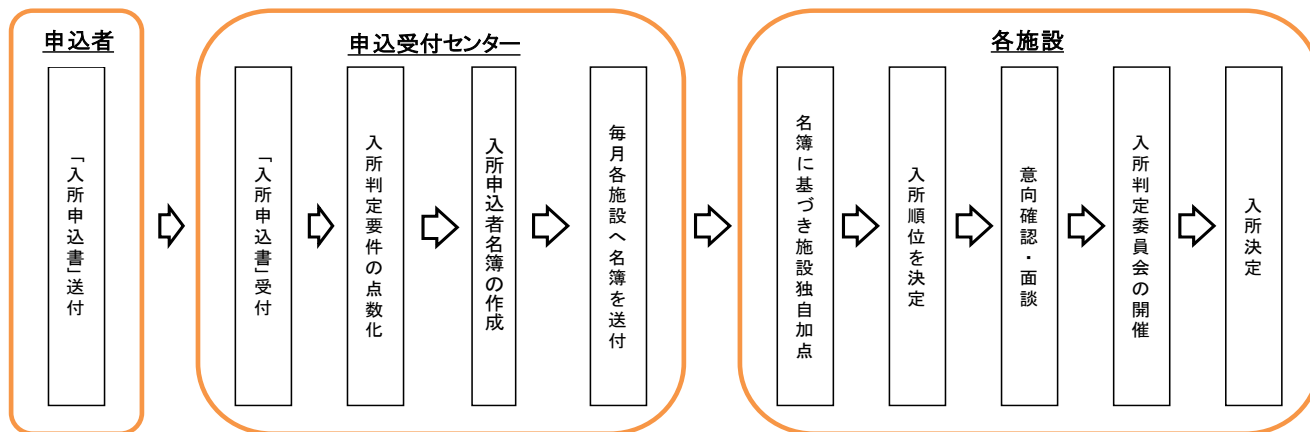 申込者
「入所申込書」送付
申込受付センター
「入所申込書」受付
入所判定要件の点数化
入所申込者名簿の作成
毎月各施設へ名簿を送付
各施設
名簿に基づき施設独自加点
入所順位を決定
意向確認・面談
入所判定委員会の開催
入所決定